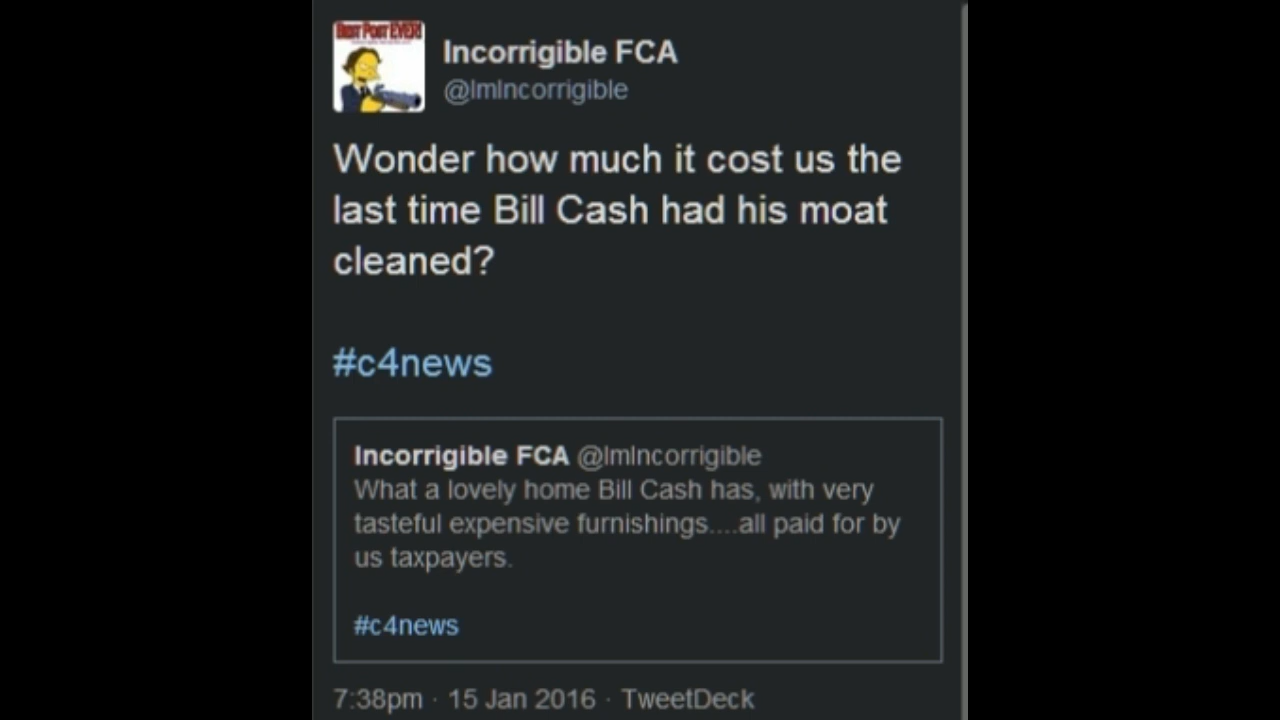 BEST POST EVER!
Incorrigible FCA
@ImIncorrigible
Wonder how much it cost us the
last time Bill Cash had his moat
cleaned?
#c4news
Incorrigible FCA @ImIncorrigible
What a lovely home Bill Cash has, with very
tasteful expensive furnishings....all paid for by
us taxpayers.
#c4news
7:38pm · 15 Jan 2016 · TweetDeck